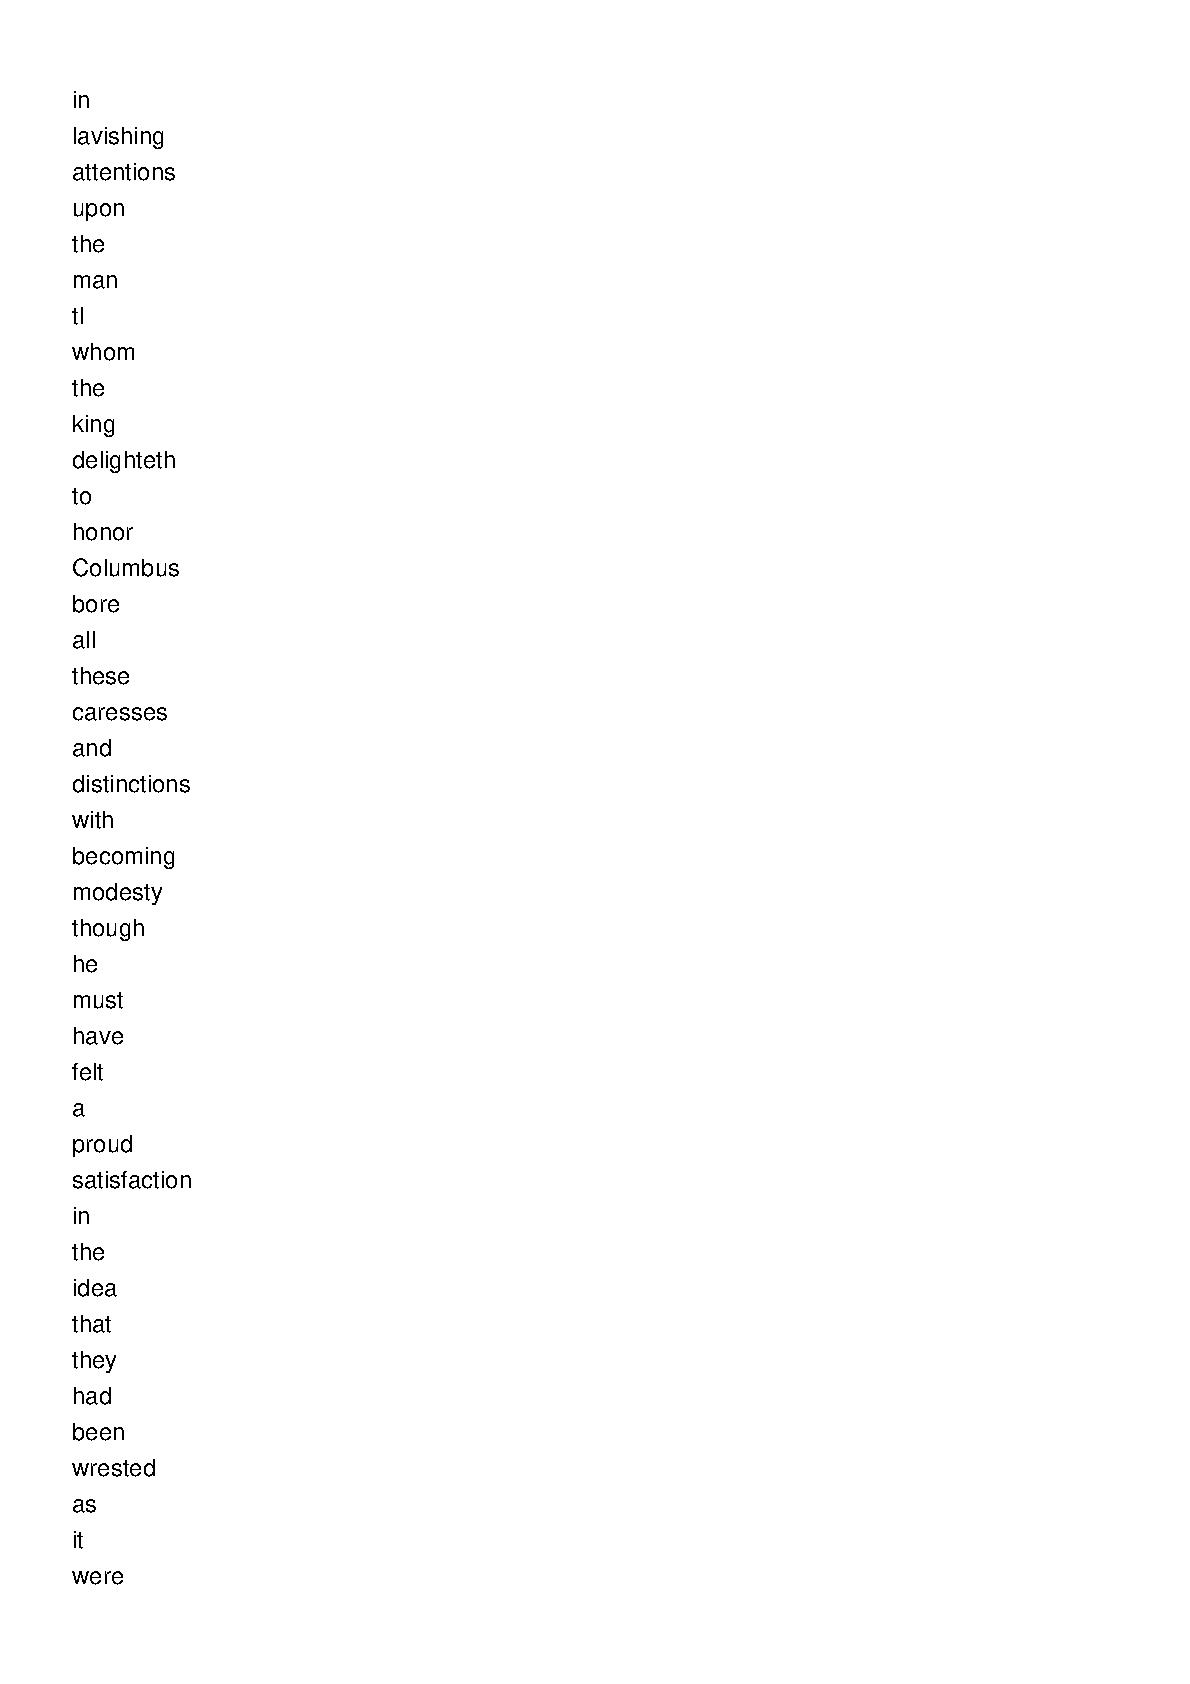 in
lavishing
attentions
upon
the
man
tl
whom
the
king
delighteth
to
honor
Columbus
bore
all
these
caresses
and
distinctions
with
becoming
modesty
though
he
must
have
felt
a
proud
satisfaction
in
the
idea
that
they
had
been
wrested
as
it
were